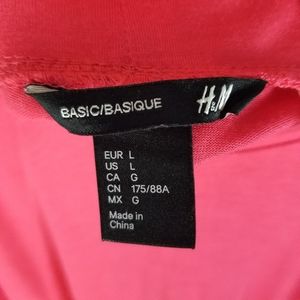 BASIC/BASIQUE H&M
EUR L
US L
CA G
CN 175/88A
MX G
Made in
China